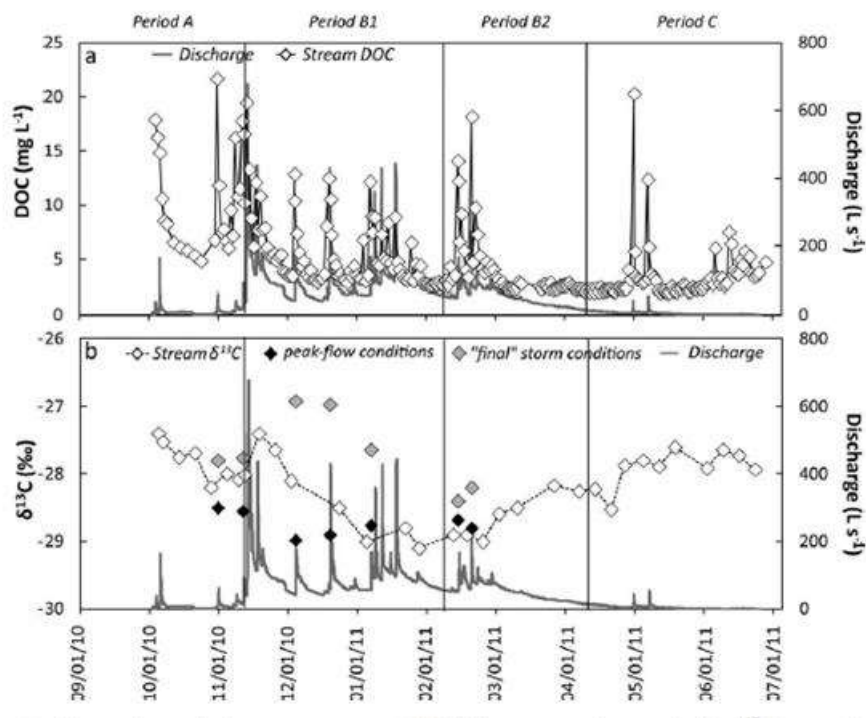 Period A Period B1 Period B2 Period C
25 800
a Discharge Stream DOC
20 600
15
DOC (mg L⁻¹) 400 Discharge (L s⁻¹)
10
200
5
0 0
-26 800
b Stream δ¹³C peak-flow conditions "final" storm conditions Discharge
-27 600
δ¹³C (‰) -28 400 Discharge (L s⁻¹)
-29 200
-30 0
09/01/10 10/01/10 11/01/10 12/01/10 01/01/11 02/01/11 03/01/11 04/01/11 05/01/11 06/01/11 07/01/11